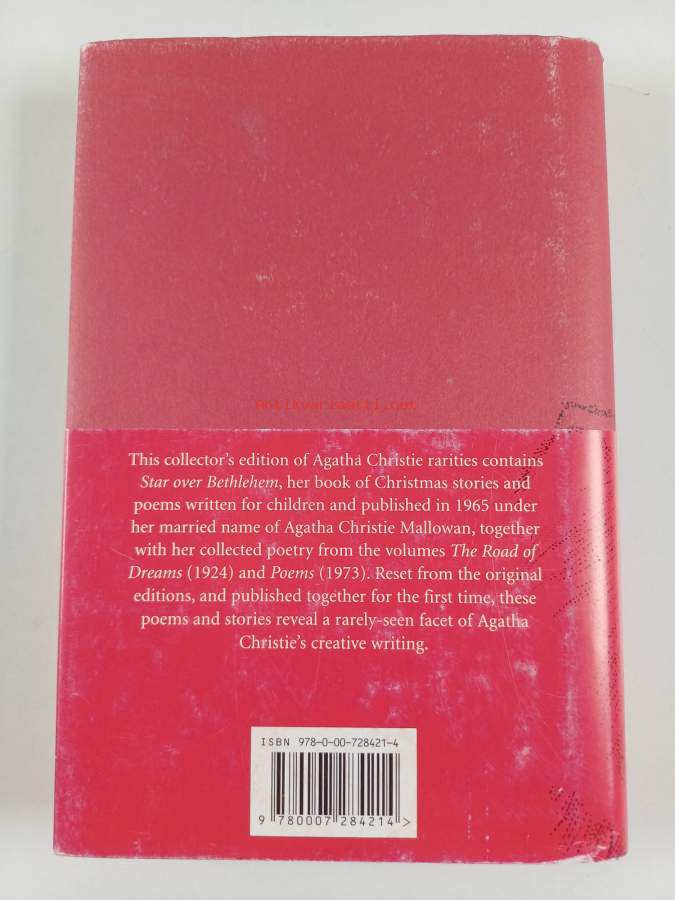 antikvariaatti.net
This collector's edition of Agatha Christie rarities contains
Star over Bethlehem, her book of Christmas stories and
poems written for children and published in 1965 under
her married name of Agatha Christie Mallowan, together
with her collected poetry from the volumes The Road of
Dreams (1924) and Poems (1973). Reset from the original
editions, and published together for the first time, these
poems and stories reveal a rarely-seen facet of Agatha
Christie's creative writing.
ISBN 978-0-00-728421-4
9 780007 284214 >